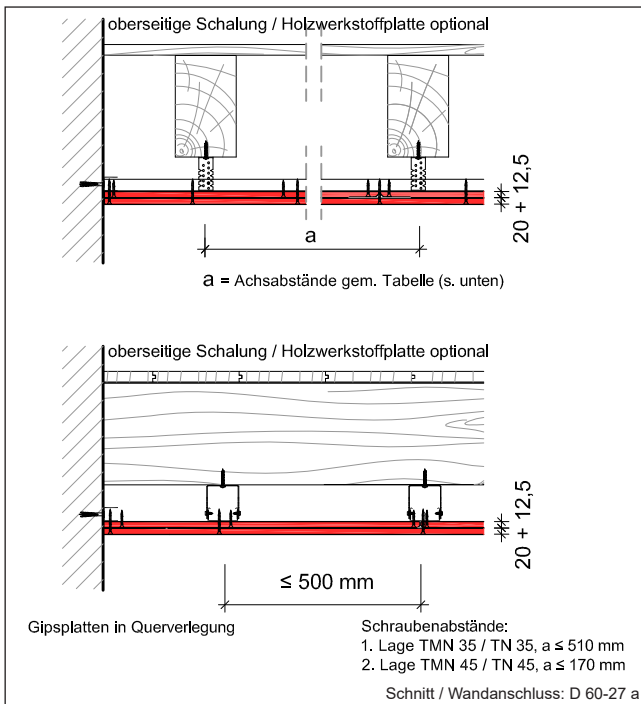 oberseitige Schalung / Holzwerkstoffplatte optional
20 + 12,5
a
a = Achsabstände gem. Tabelle (s. unten)
oberseitige Schalung / Holzwerkstoffplatte optional
20 + 12,5
≤ 500 mm
Gipsplatten in Querverlegung
Schraubenabstände:
1. Lage TMN 35 / TN 35, a ≤ 510 mm
2. Lage TMN 45 / TN 45, a ≤ 170 mm
Schnitt / Wandanschluss: D 60-27 a